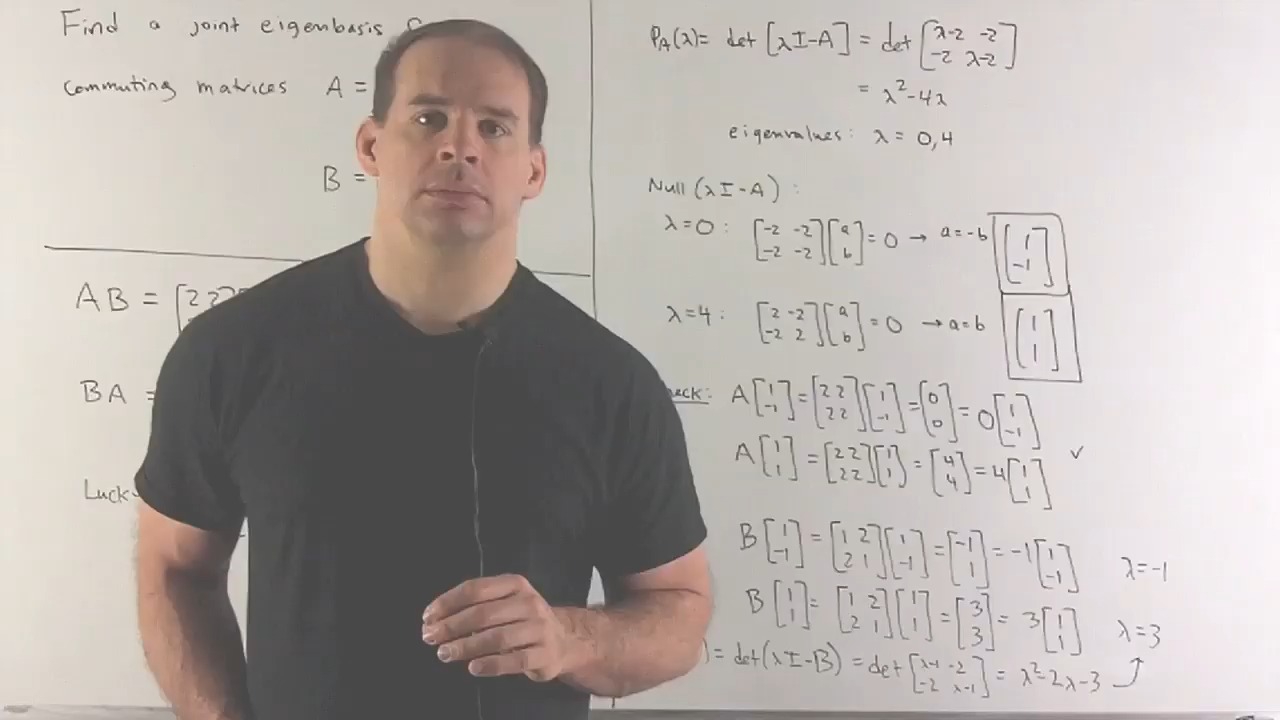 Find a joint eigenbasis
commuting matrices A =
B =
AB = [2 2
BA =
P_A(λ) = det [λI-A] = det [λ-2 -2; -2 λ-2]
= λ²-4λ
eigenvalues: λ = 0,4
Null (λI-A) :
λ=0: [-2 -2; -2 -2][a; b] = 0 → a=-b [1; -1]
λ=4: [2 -2; -2 2][a; b] = 0 → a=b [1; 1]
A[1; -1] = [2 2; 2 2][1; -1] = [0; 0] = 0[1; -1]
A[1; 1] = [2 2; 2 2][1; 1] = [4; 4] = 4[1; 1] ✓
B[1; -1] = [1 2; 2 1][1; -1] = [-1; 1] = -1[1; -1] λ=-1
B[1; 1] = [1 2; 2 1][1; 1] = [3; 3] = 3[1; 1] λ=3
) = det(λI-B) = det [λ-1 -2; -2 λ-1] = λ²-2λ-3